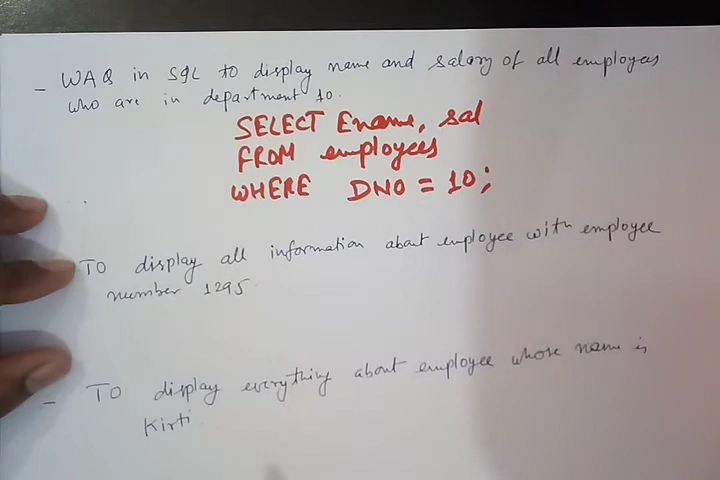 - WAQ in SQL to display name and salary of all employees
who are in department 10.
SELECT Ename, sal
FROM employees
WHERE DNO = 10;
TO display all information about employee with employee
number 1295.
- TO display everything about employee whose name is
Kirti